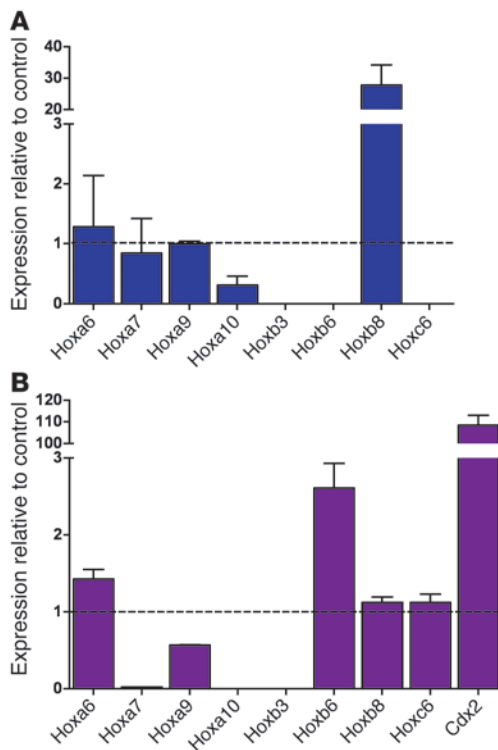 A
Expression relative to control
40
30
20
3
2
1
0
Hoxa6 Hoxa7 Hoxa9 Hoxa10 Hoxb3 Hoxb6 Hoxb8 Hoxc6
B
Expression relative to control
120
110
100
3
2
1
0
Hoxa6 Hoxa7 Hoxa9 Hoxa10 Hoxb3 Hoxb6 Hoxb8 Hoxc6 Cdx2